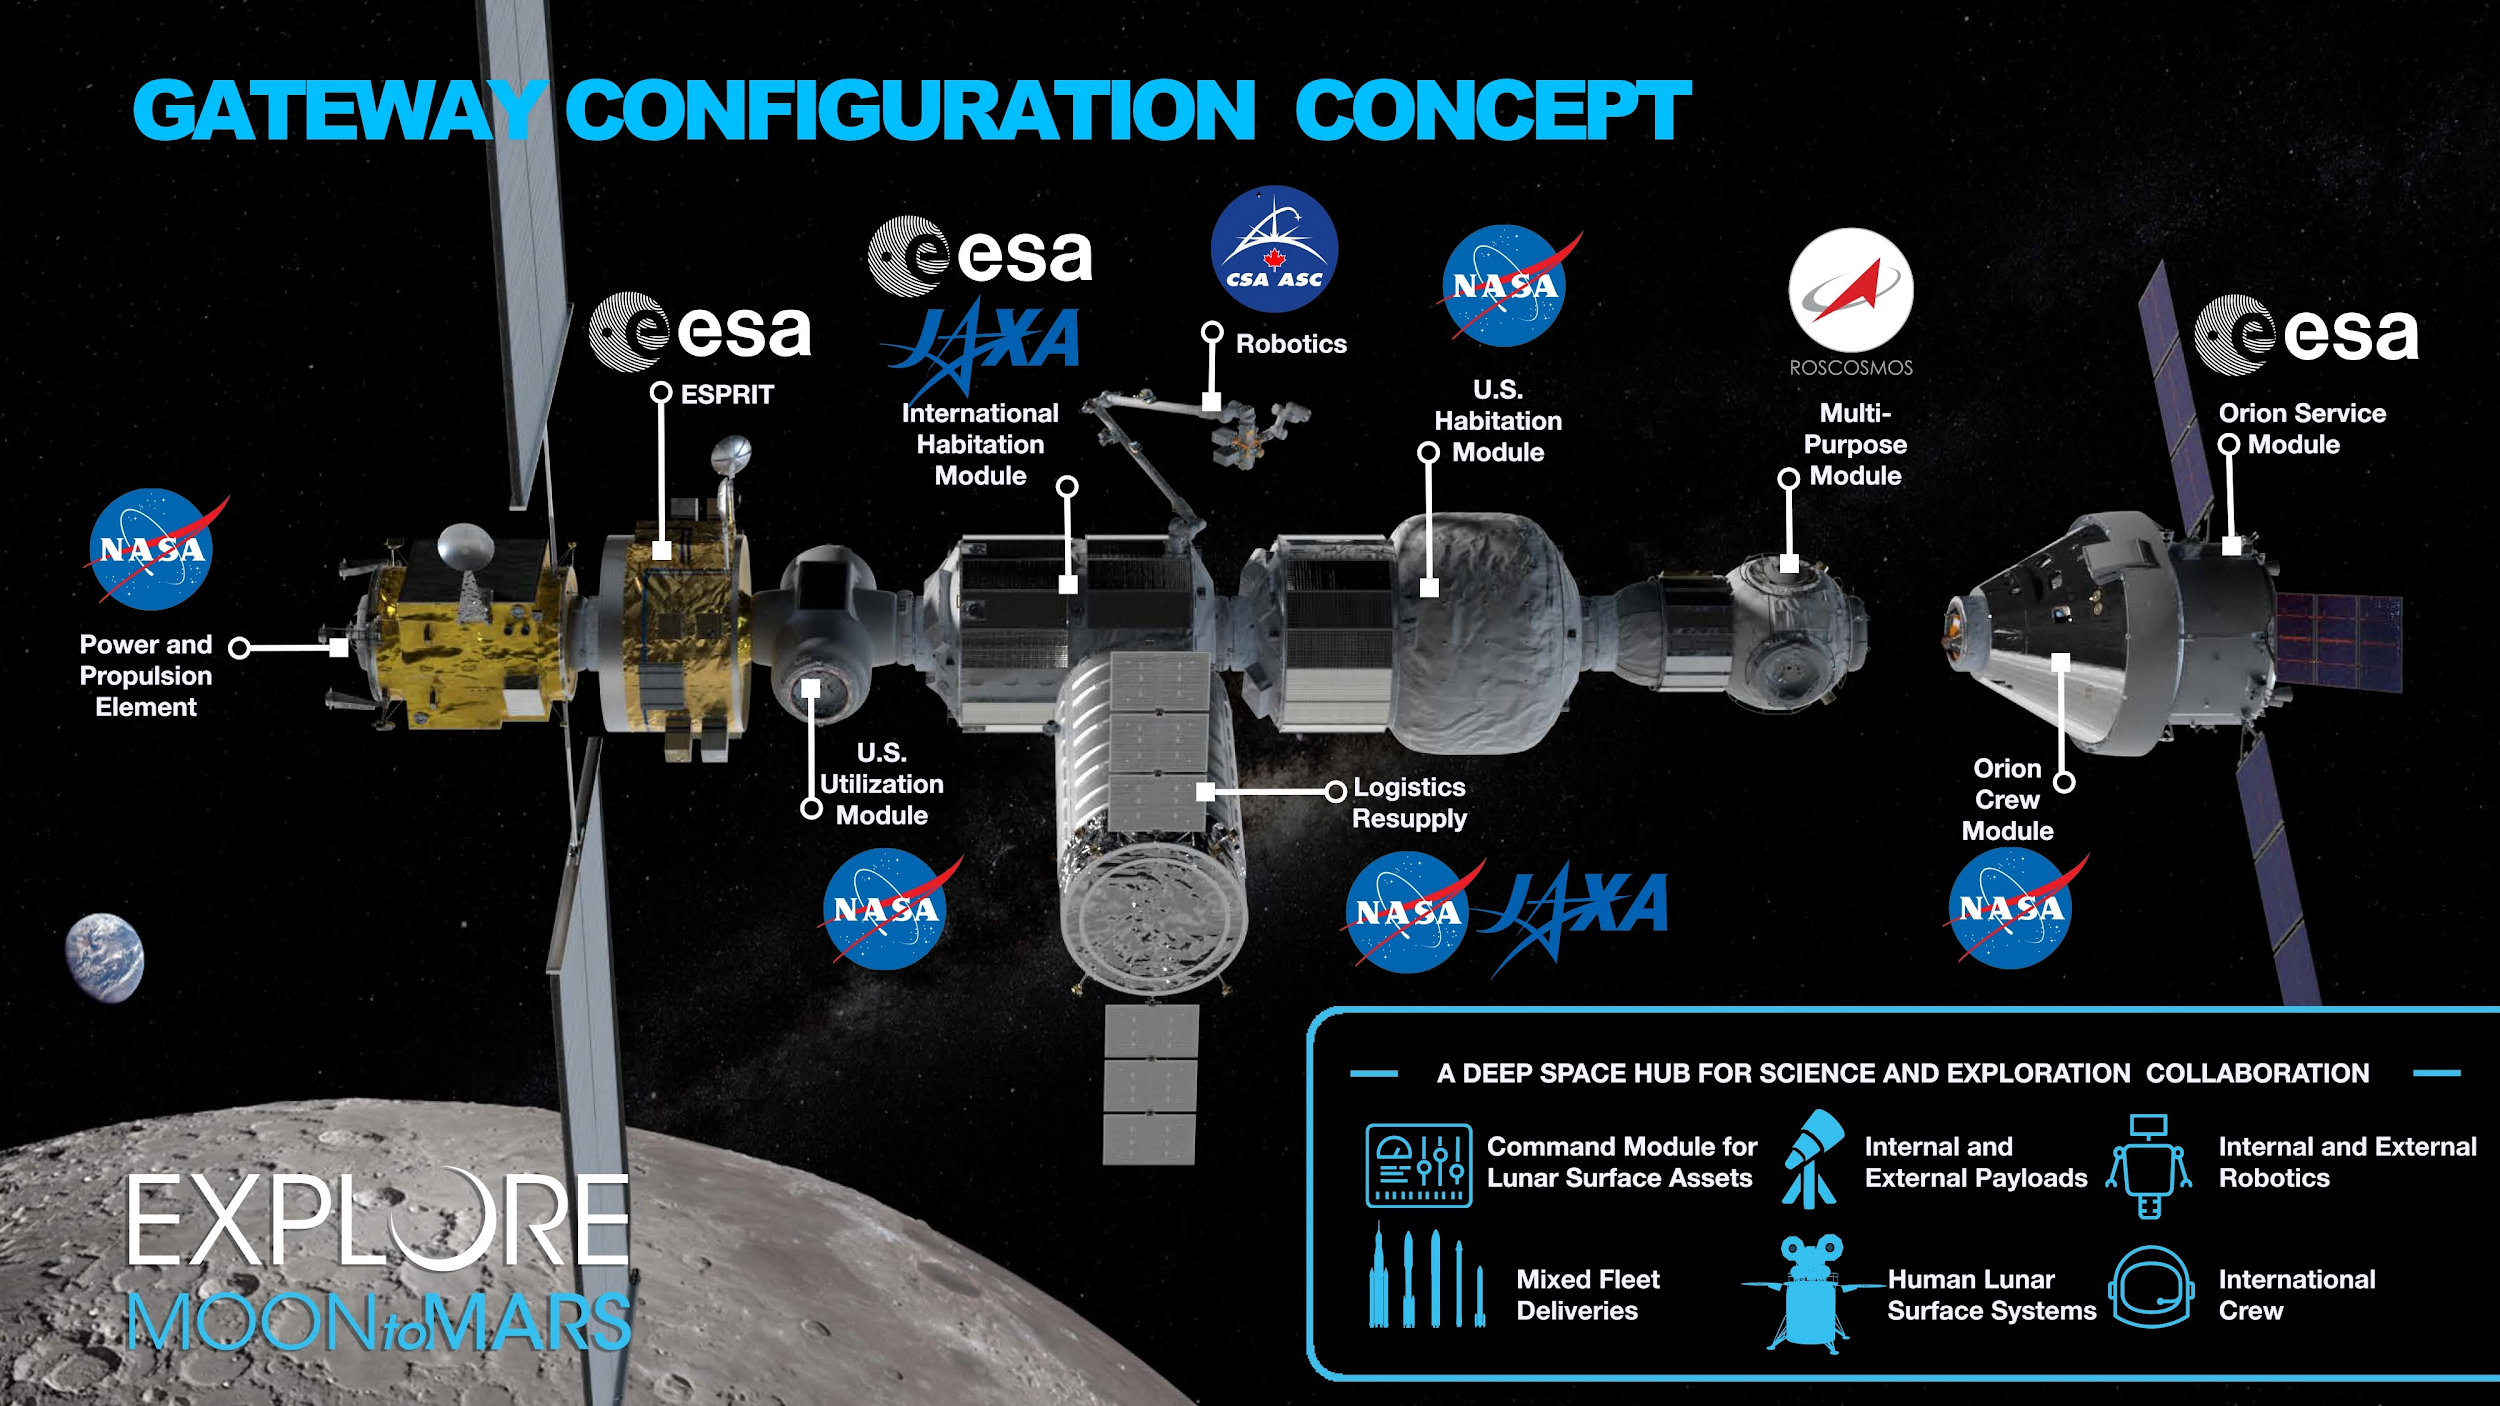 GATEWAY CONFIGURATION CONCEPT
esa
JAXA
International
Habitation
Module
esa
ESPRIT
CSA ASC
Robotics
NASA
U.S.
Habitation
Module
ROSCOSMOS
Multi-
Purpose
Module
esa
Orion Service
Module
NASA
Power and
Propulsion
Element
U.S.
Utilization
Module
NASA
Logistics
Resupply
NASA
JAXA
Orion
Crew
Module
NASA
A DEEP SPACE HUB FOR SCIENCE AND EXPLORATION COLLABORATION
Command Module for
Lunar Surface Assets
Internal and
External Payloads
Internal and External
Robotics
Mixed Fleet
Deliveries
Human Lunar
Surface Systems
International
Crew
EXPLORE
MOON to MARS